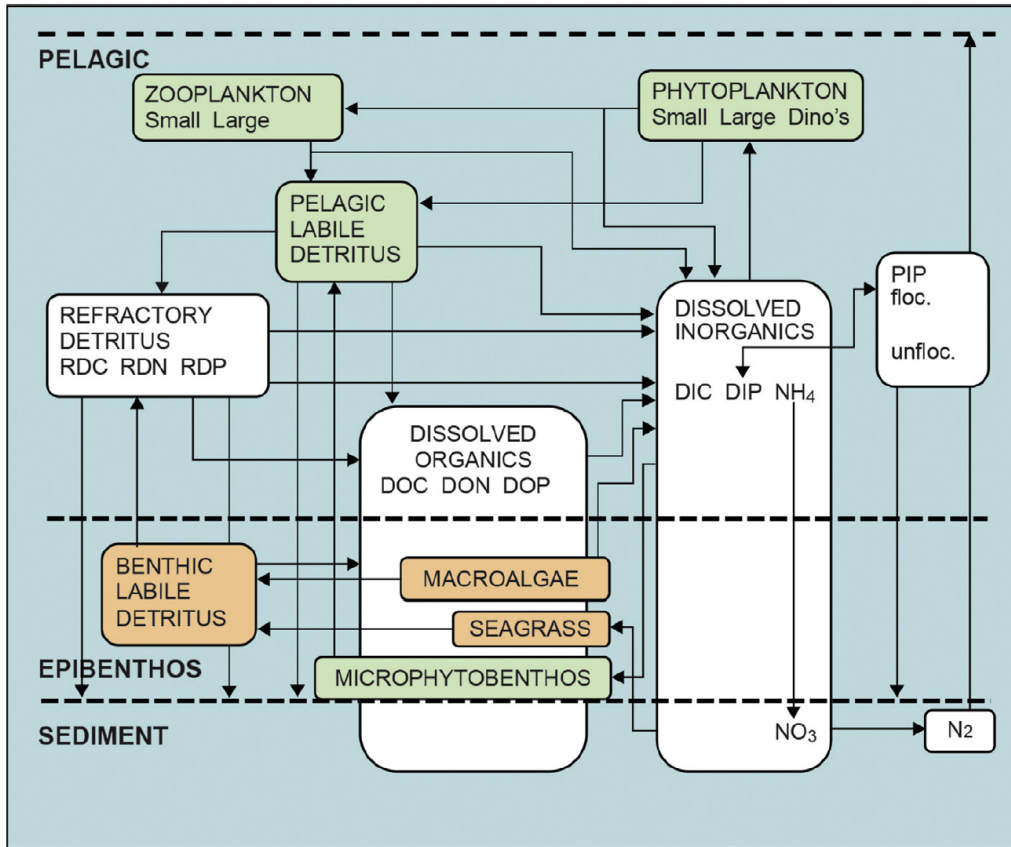 PELAGIC
ZOOPLANKTON
Small Large
PHYTOPLANKTON
Small Large Dino's
PELAGIC
LABILE
DETRITUS
REFRACTORY
DETRITUS
RDC RDN RDP
DISSOLVED
INORGANICS
DIC DIP NH₄
PIP
floc.
unfloc.
DISSOLVED
ORGANICS
DOC DON DOP
BENTHIC
LABILE
DETRITUS
MACROALGAE
SEAGRASS
MICROPHYTOBENTHOS
EPIBENTHOS
SEDIMENT
NO₃
N₂